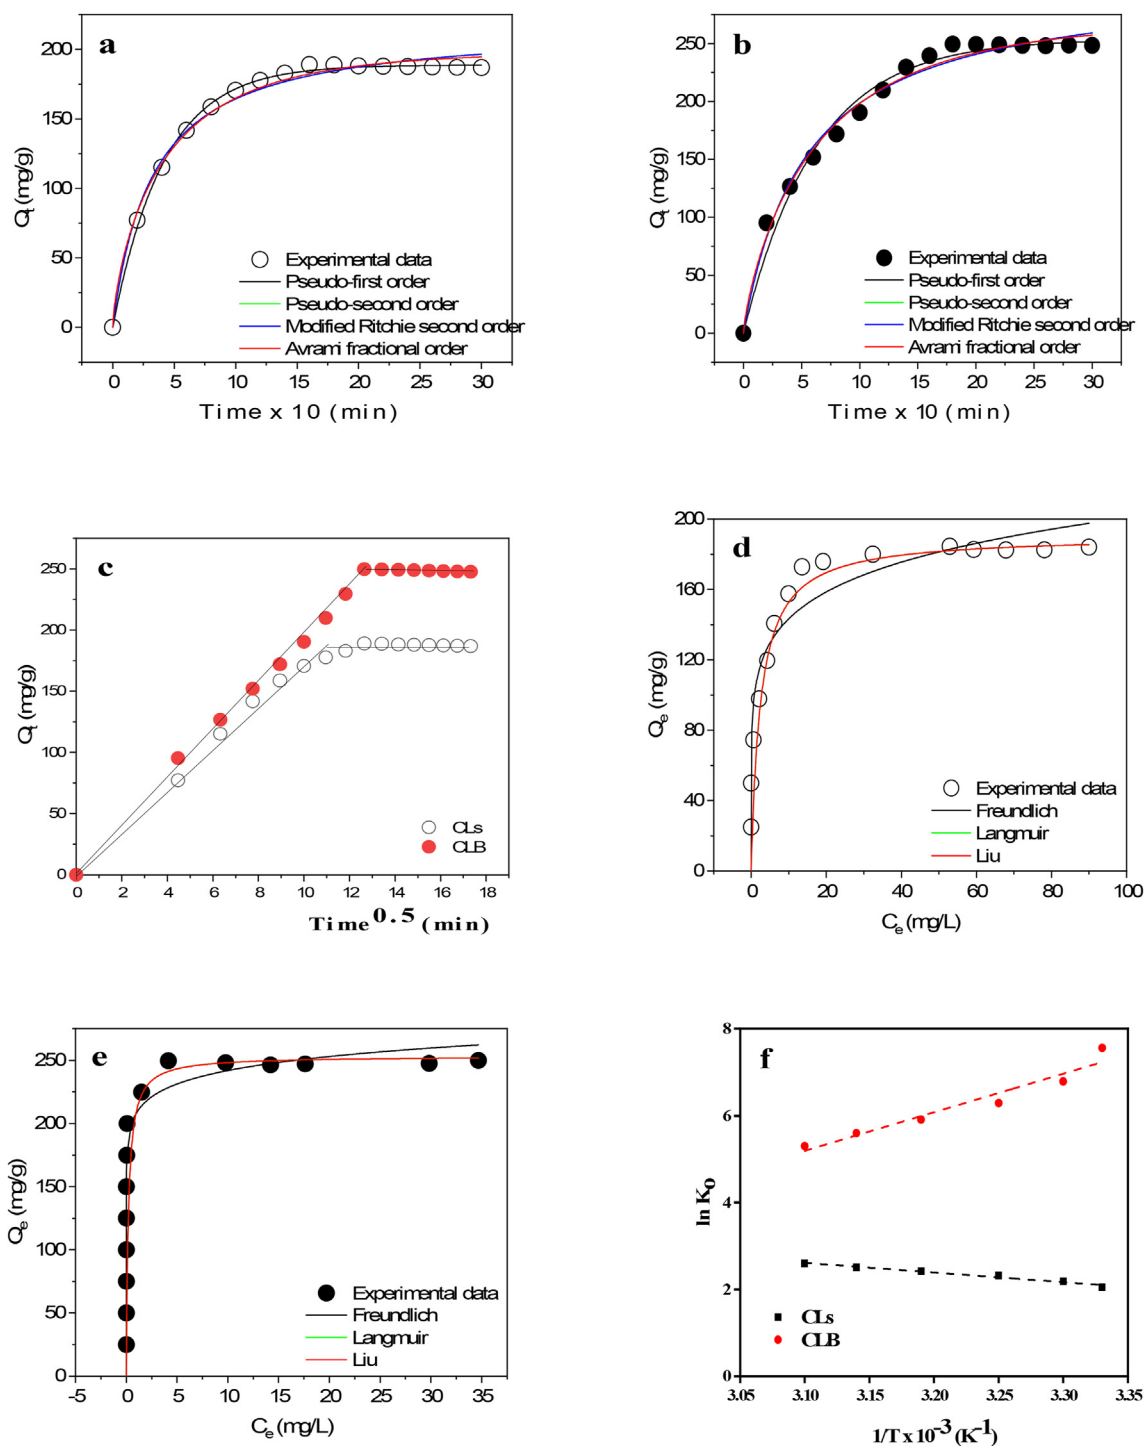 a
200
150
100
50
0
Qt (mg/g)
Experimental data
Pseudo-first order
Pseudo-second order
Modified Ritchie second order
Avrami fractional order
0 5 10 15 20 25 30
Time x 10 (min)
b
250
200
150
100
50
0
Qt (mg/g)
Experimental data
Pseudo-first order
Pseudo-second order
Modified Ritchie second order
Avrami fractional order
0 5 10 15 20 25 30
Time x 10 (min)
c
250
200
150
100
50
0
Qt (mg/g)
CLs
CLB
0 2 4 6 8 10 12 14 16 18
Time^0.5 (min)
d
200
160
120
80
40
0
Qe (mg/g)
Experimental data
Freundlich
Langmuir
Liu
0 20 40 60 80 100
Ce (mg/L)
e
250
200
150
100
50
0
Qe (mg/g)
Experimental data
Freundlich
Langmuir
Liu
-5 0 5 10 15 20 25 30 35
Ce (mg/L)
f
8
6
4
2
0
ln Ko
CLs
CLB
3.05 3.10 3.15 3.20 3.25 3.30 3.35
1/T x 10^-3 (K^-1)